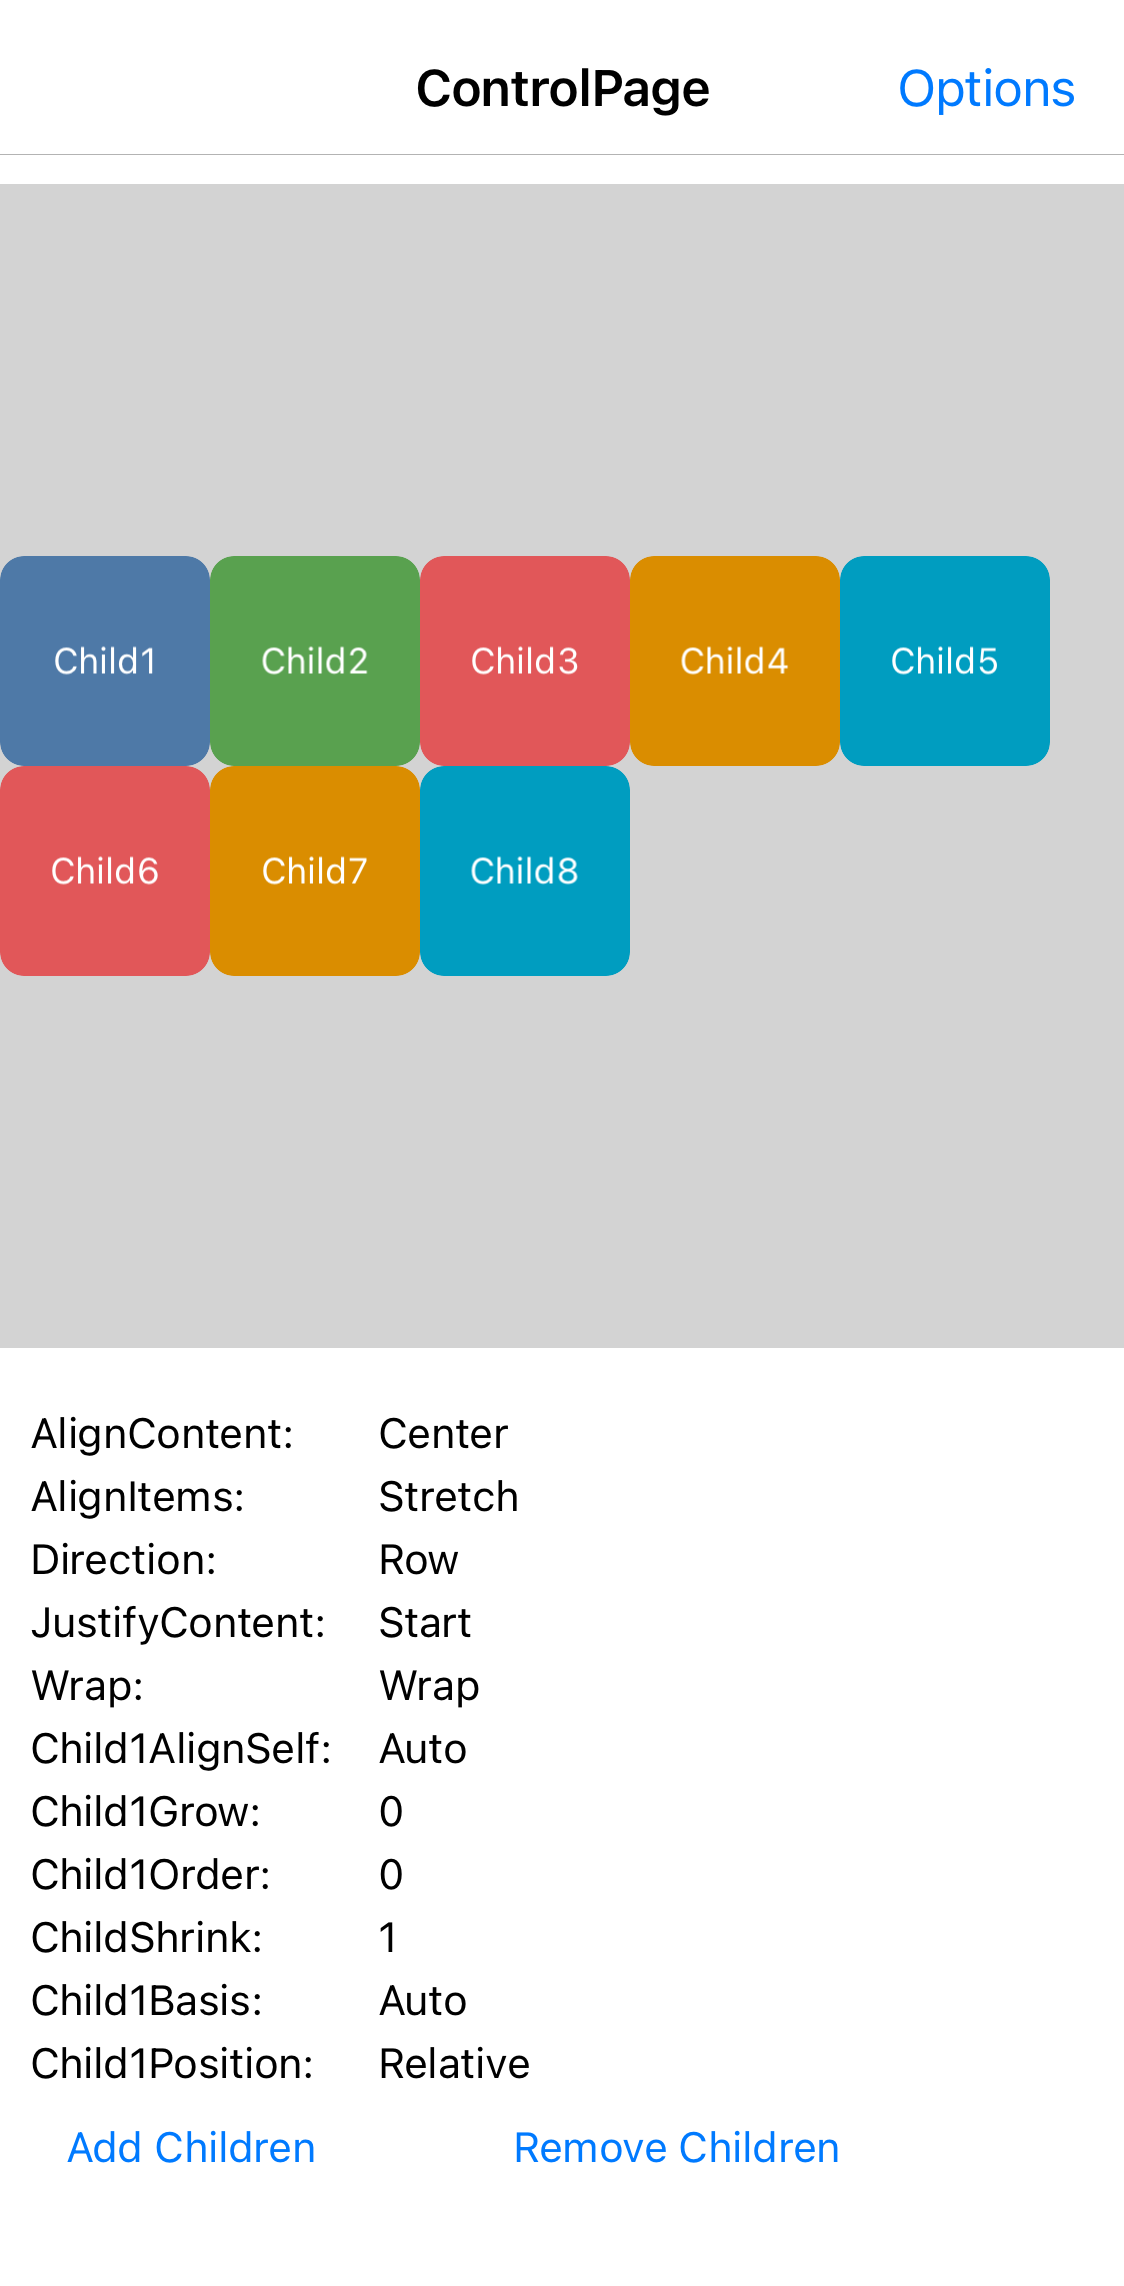 ControlPage Options
Child1 Child2 Child3 Child4 Child5
Child6 Child7 Child8
AlignContent: Center
AlignItems: Stretch
Direction: Row
JustifyContent: Start
Wrap: Wrap
Child1AlignSelf: Auto
Child1Grow: 0
Child1Order: 0
ChildShrink: 1
Child1Basis: Auto
Child1Position: Relative
Add Children Remove Children